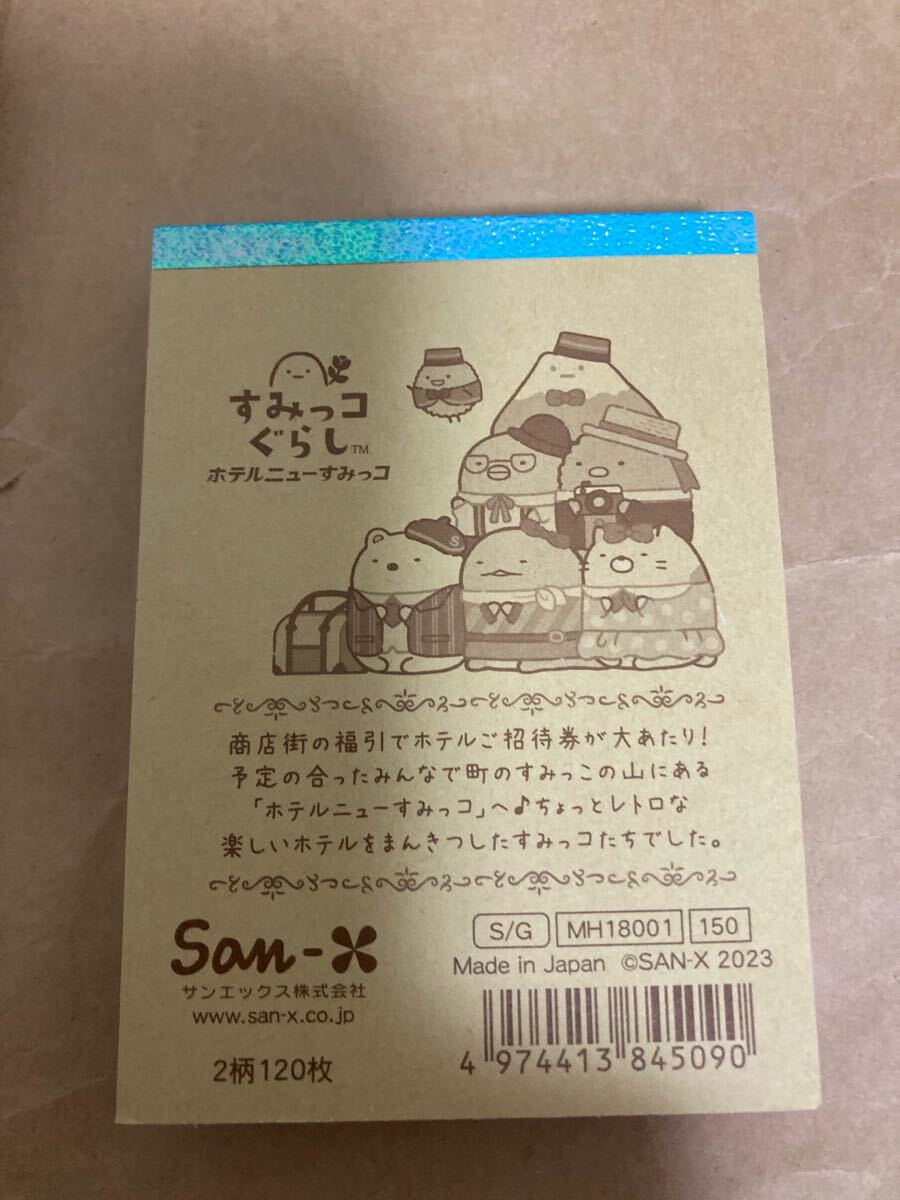 すみっコ
ぐらし™
ホテルニューすみっコ
S
商店街の福引でホテルご招待券が大あたり!
予定の合ったみんなで町のすみっこの山にある
「ホテルニューすみっコ」へ♪ちょっとレトロな
楽しいホテルをまんきつしたすみっコたちでした。
San-X
サンエックス株式会社
www.san-x.co.jp
2柄120枚
S/G MH18001 150
Made in Japan ©SAN-X 2023
4 974413 845090